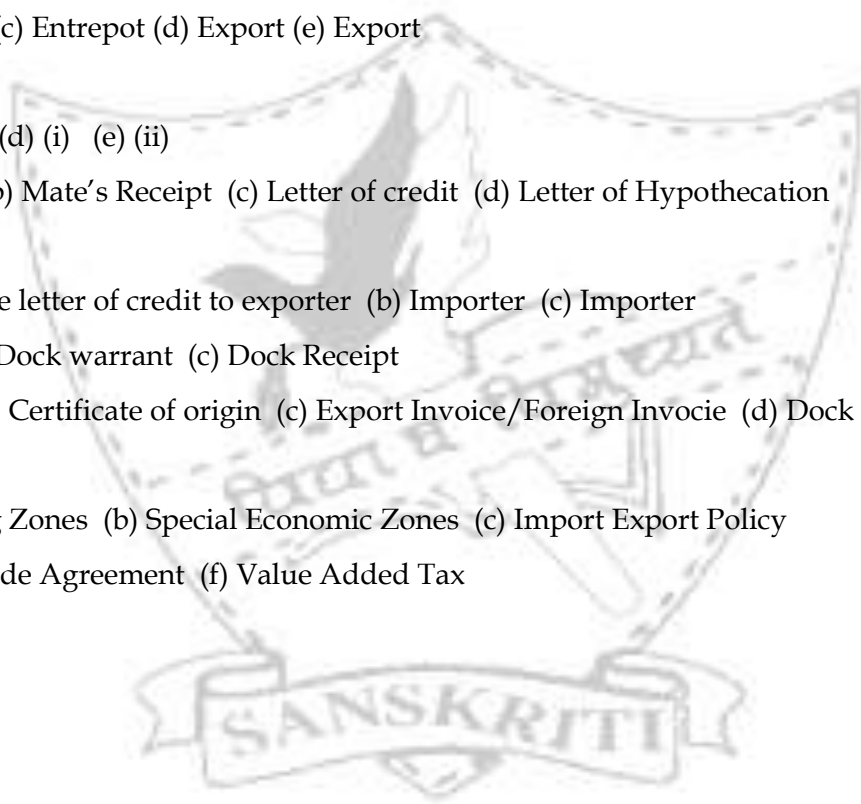 (c) Entrepot (d) Export (e) Export
(d) (i) (e) (ii)
) Mate's Receipt (c) Letter of credit (d) Letter of Hypothecation
e letter of credit to exporter (b) Importer (c) Importer
Dock warrant (c) Dock Receipt
Certificate of origin (c) Export Invoice/Foreign Invocie (d) Dock
Zones (b) Special Economic Zones (c) Import Export Policy
de Agreement (f) Value Added Tax
विद्या च विमुच्यते
SANSKRITI